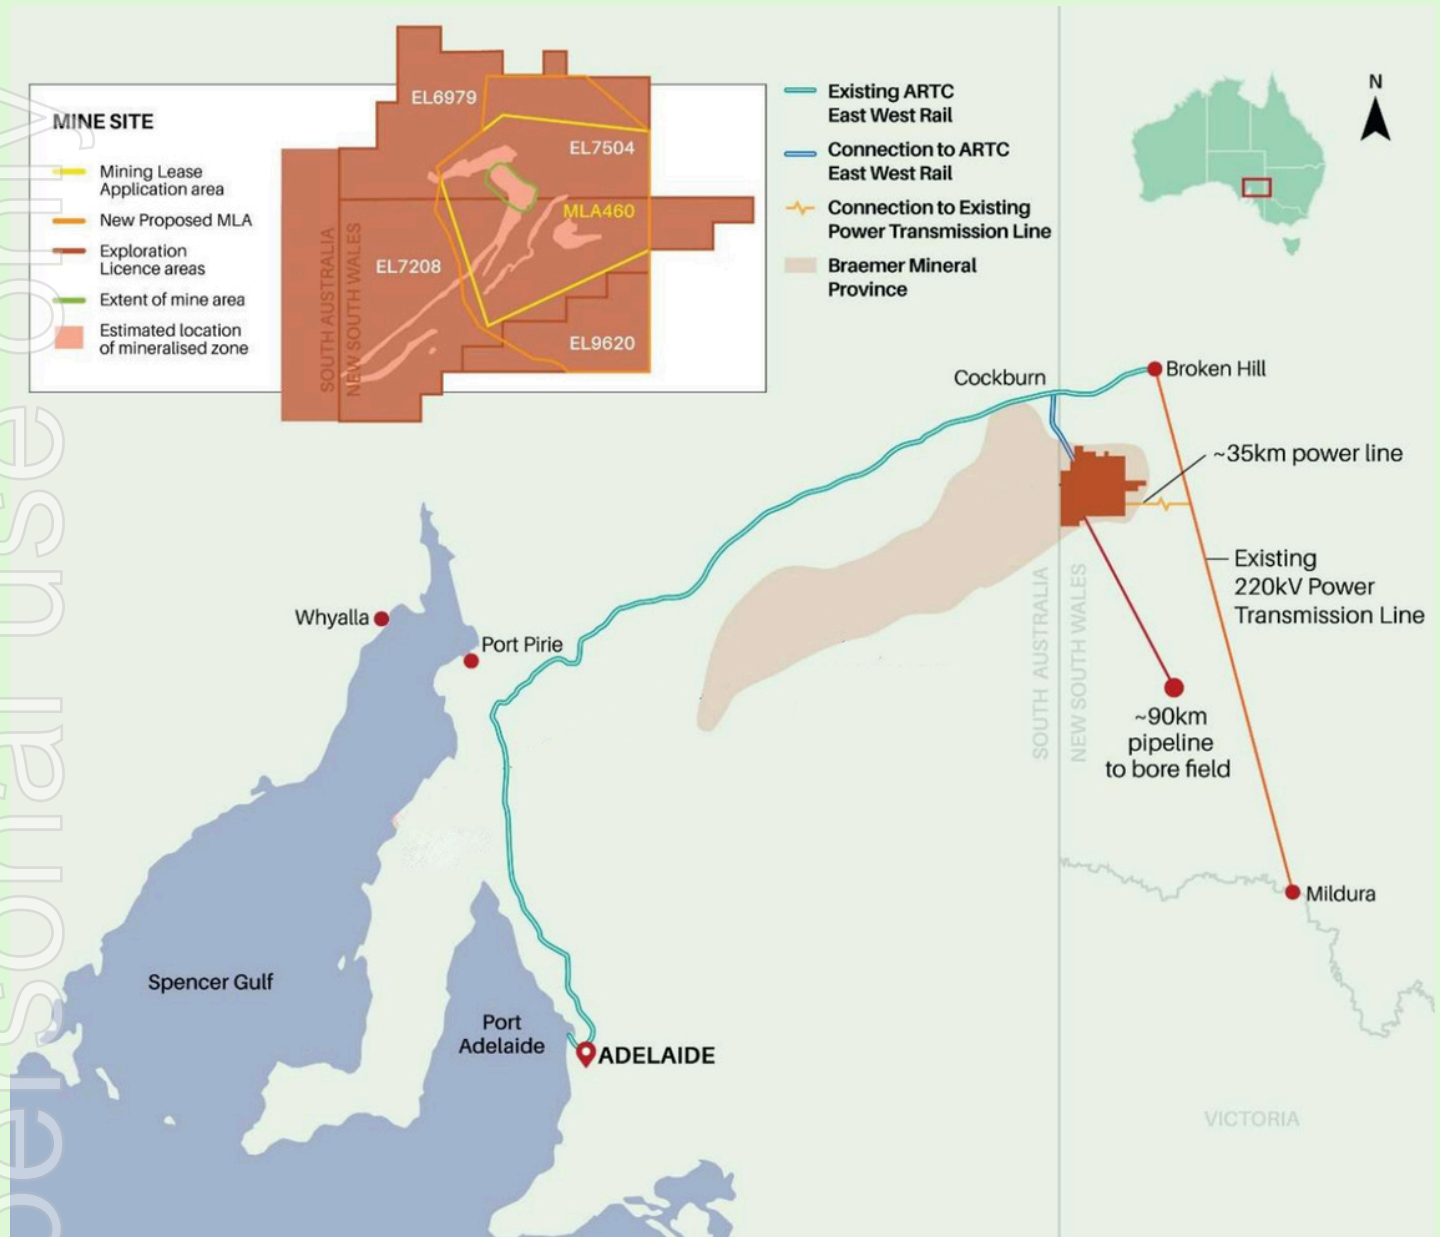 personal use only
MINE SITE
Mining Lease
Application area
New Proposed MLA
Exploration
Licence areas
Extent of mine area
Estimated location
of mineralised zone
EL6979
EL7504
MLA460
EL7208
EL9620
SOUTH AUSTRALIA
NEW SOUTH WALES
Existing ARTC
East West Rail
Connection to ARTC
East West Rail
Connection to Existing
Power Transmission Line
Braemer Mineral
Province
N
Cockburn
Broken Hill
~35km power line
Existing
220kV Power
Transmission Line
Whyalla
Port Pirie
SOUTH AUSTRALIA
NEW SOUTH WALES
~90km
pipeline
to bore field
Mildura
Spencer Gulf
Port
Adelaide
ADELAIDE
VICTORIA